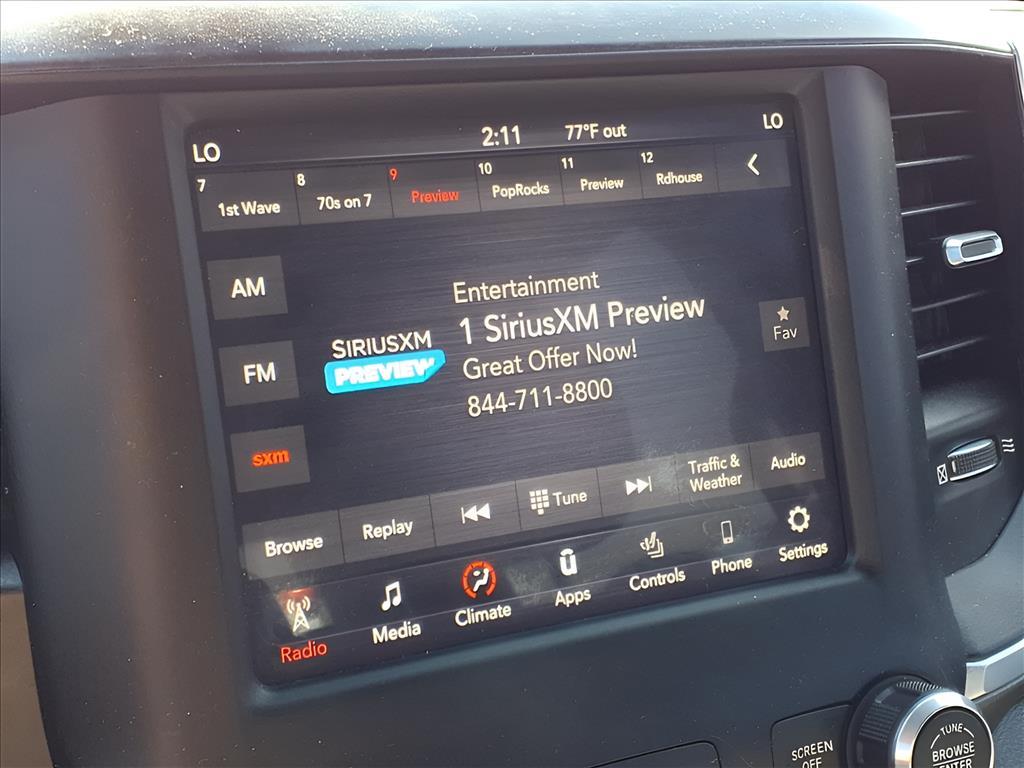 LO
2:11
77°F out
LO
7
1st Wave
8
70s on 7
9
Preview
10
PopRocks
11
Preview
12
Rdhouse
AM
FM
sxm
SIRIUSXM
PREVIEW
Entertainment
1 SiriusXM Preview
Great Offer Now!
844-711-8800
Fav
Browse
Replay
Tune
Traffic &
Weather
Audio
Radio
Media
Climate
Apps
Controls
Phone
Settings
SCREEN
OFF
TUNE
BROWSE
ENTER